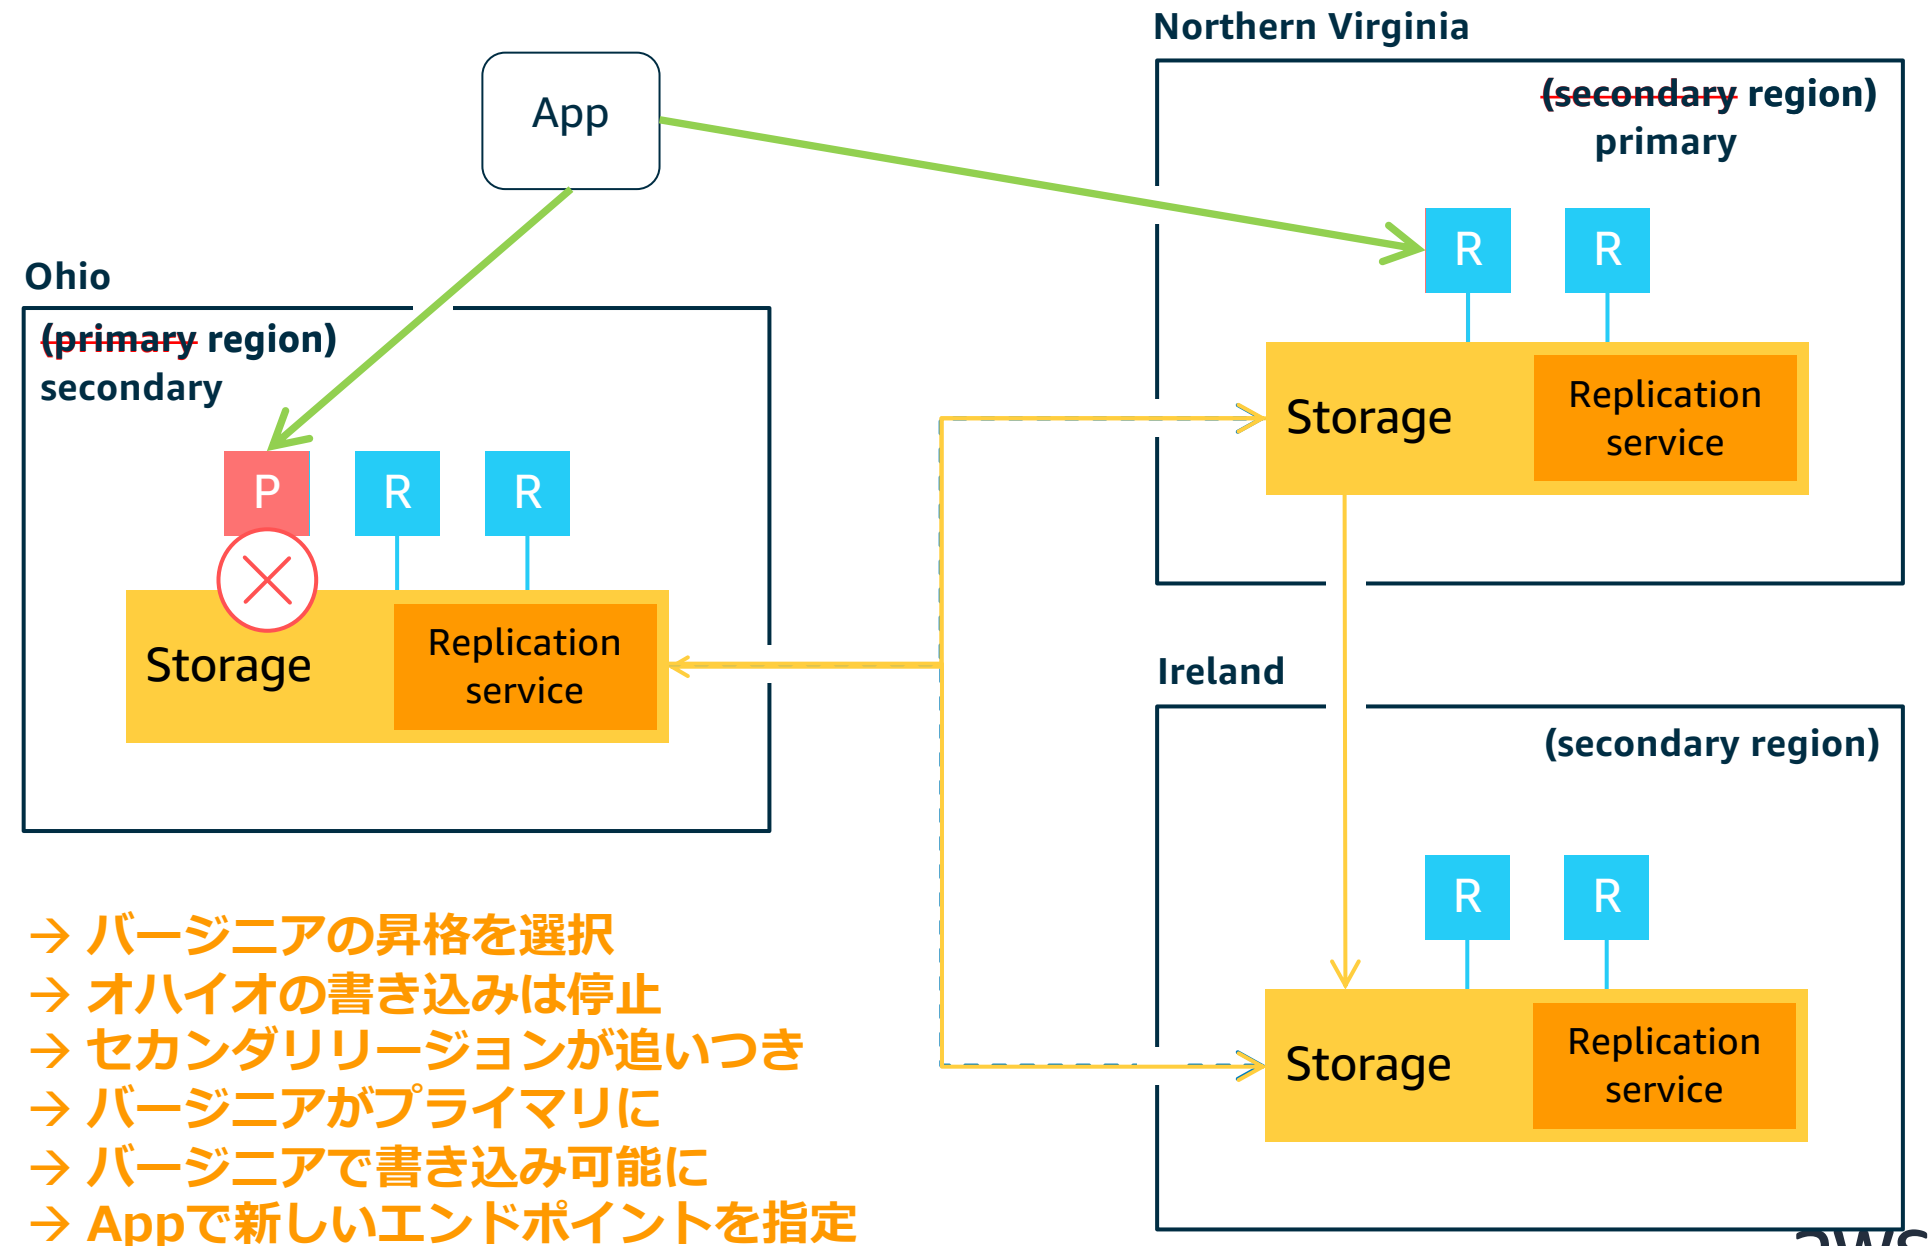 Northern Virginia
(secondary region)
primary
App
R
R
Ohio
(primary region)
secondary
Storage
Replication
service
P
R
R
Storage
Replication
service
Ireland
(secondary region)
R
R
Storage
Replication
service
→ バージニアの昇格を選択
→ オハイオの書き込みは停止
→ セカンダリリージョンが追いつき
→ バージニアがプライマリに
→ バージニアで書き込み可能に
→ Appで新しいエンドポイントを指定
aws